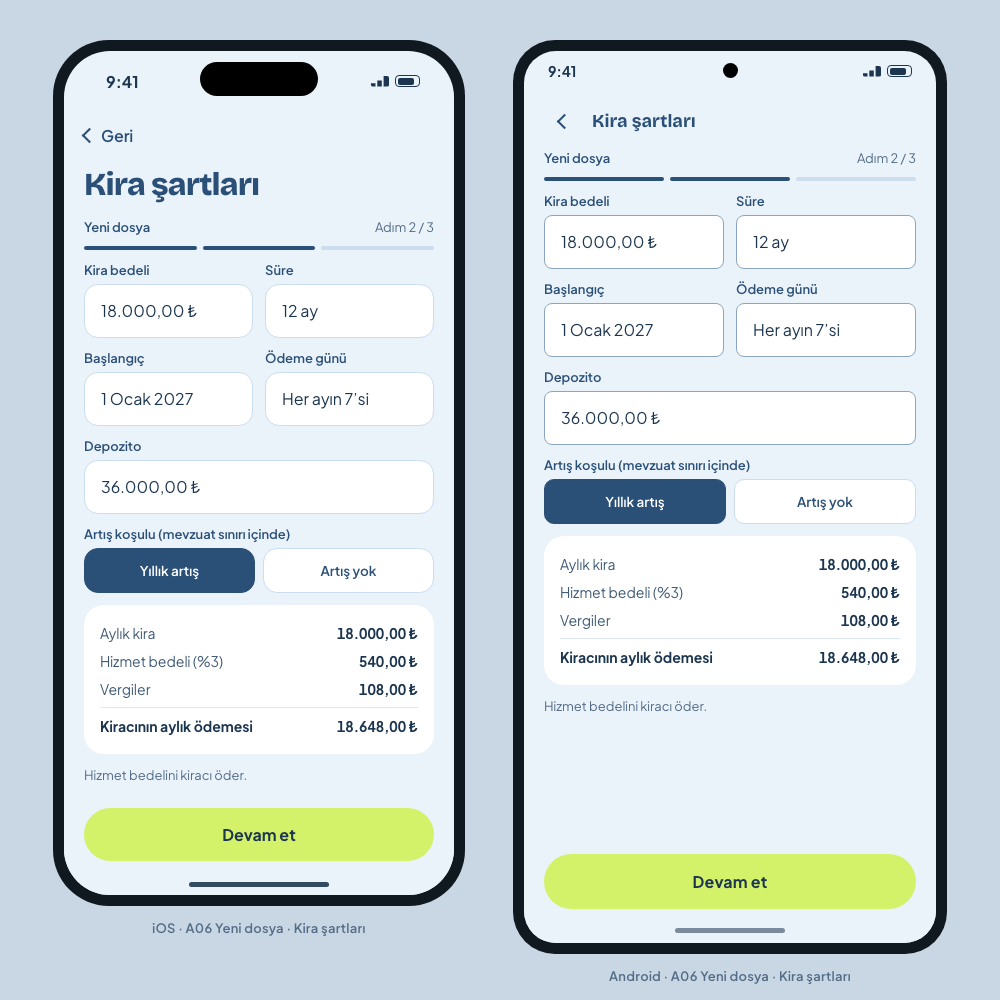 9:41
Geri
Kira şartları
Yeni dosya
Adım 2 / 3
Kira bedeli
Süre
18.000,00 ₺
12 ay
Başlangıç
Ödeme günü
1 Ocak 2027
Her ayın 7’si
Depozito
36.000,00 ₺
Artış koşulu (mevzuat sınırı içinde)
Yıllık artış
Artış yok
Aylık kira
18.000,00 ₺
Hizmet bedeli (%3)
540,00 ₺
Vergiler
108,00 ₺
Kiracının aylık ödemesi
18.648,00 ₺
Hizmet bedelini kiracı öder.
Devam et
iOS · A06 Yeni dosya · Kira şartları
9:41
Kira şartları
Yeni dosya
Adım 2 / 3
Kira bedeli
Süre
18.000,00 ₺
12 ay
Başlangıç
Ödeme günü
1 Ocak 2027
Her ayın 7’si
Depozito
36.000,00 ₺
Artış koşulu (mevzuat sınırı içinde)
Yıllık artış
Artış yok
Aylık kira
18.000,00 ₺
Hizmet bedeli (%3)
540,00 ₺
Vergiler
108,00 ₺
Kiracının aylık ödemesi
18.648,00 ₺
Hizmet bedelini kiracı öder.
Devam et
Android · A06 Yeni dosya · Kira şartları